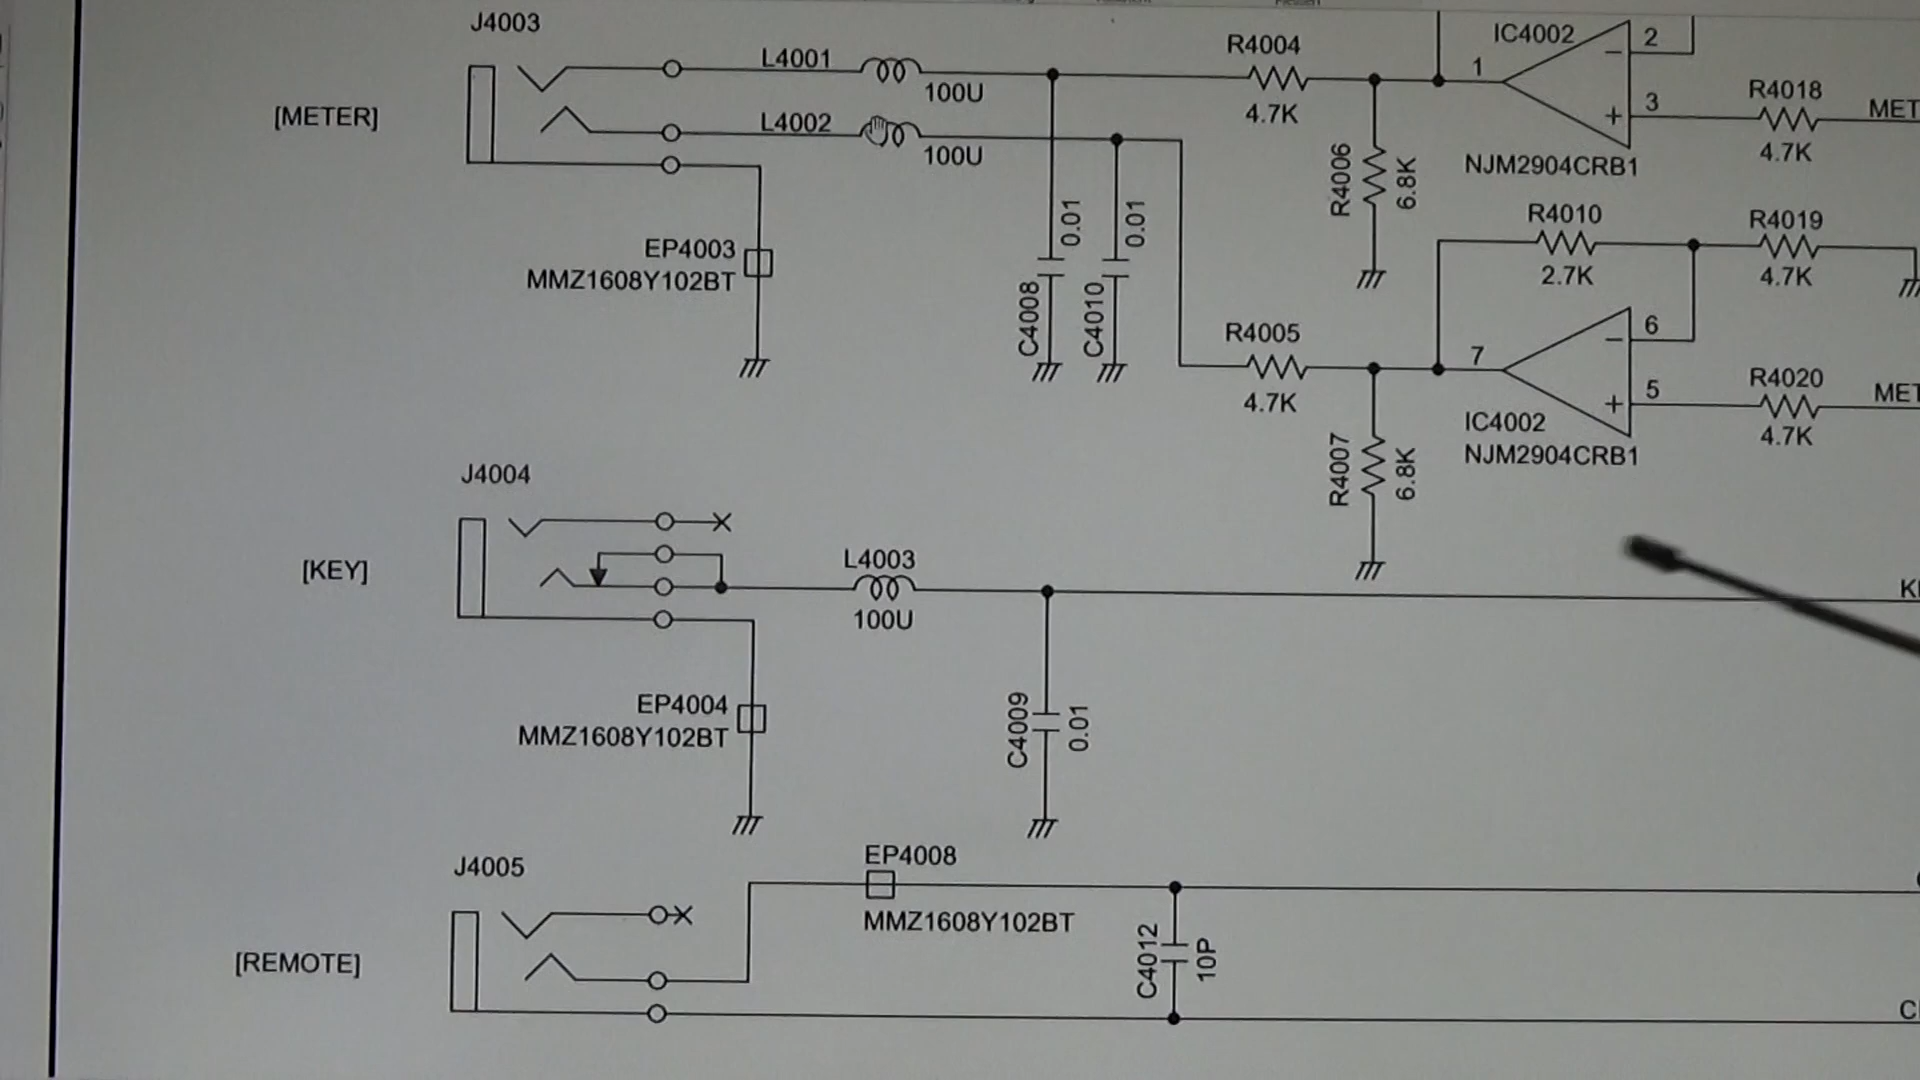 J4003
[METER]
L4001
100U
L4002
100U
EP4003
MMZ1608Y102BT
0.01
C4008
0.01
C4010
R4004
4.7K
R4006
6.8K
IC4002
1
2
3
NJM2904CRB1
R4018
4.7K
MET
R4010
2.7K
R4019
4.7K
R4005
4.7K
R4007
6.8K
7
6
5
IC4002
NJM2904CRB1
R4020
4.7K
MET
J4004
[KEY]
L4003
100U
EP4004
MMZ1608Y102BT
C4009
0.01
J4005
[REMOTE]
EP4008
MMZ1608Y102BT
C4012
10P